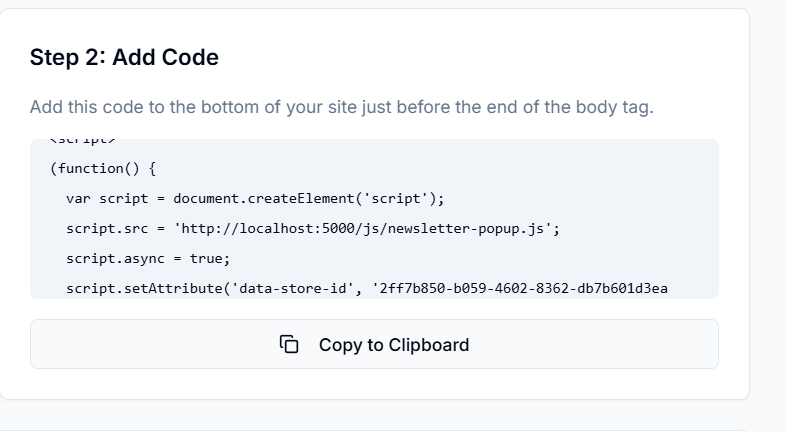 Step 2: Add Code
Add this code to the bottom of your site just before the end of the body tag.
<script>
(function() {
var script = document.createElement('script');
script.src = 'http://localhost:5000/js/newsletter-popup.js';
script.async = true;
script.setAttribute('data-store-id', '2ff7b850-b059-4602-8362-db7b601d3ea
Copy to Clipboard